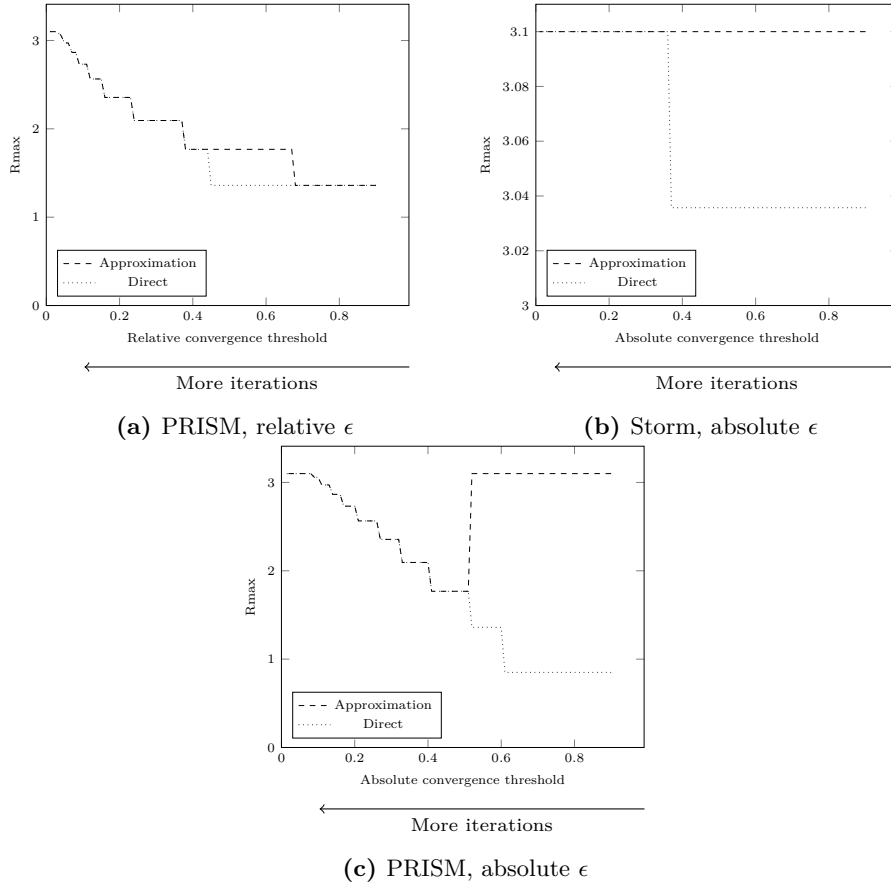 3
2
1
0
Rmax
0.2
0.4
0.6
0.8
Approximation
Direct
Relative convergence threshold
More iterations
(a) PRISM, relative ϵ
3.1
3.08
3.06
3.04
3.02
3
Rmax
0
0.2
0.4
0.6
0.8
Approximation
Direct
Absolute convergence threshold
More iterations
(b) Storm, absolute ϵ
3
2
1
0
Rmax
0
0.2
0.4
0.6
0.8
Approximation
Direct
Absolute convergence threshold
More iterations
(c) PRISM, absolute ϵ